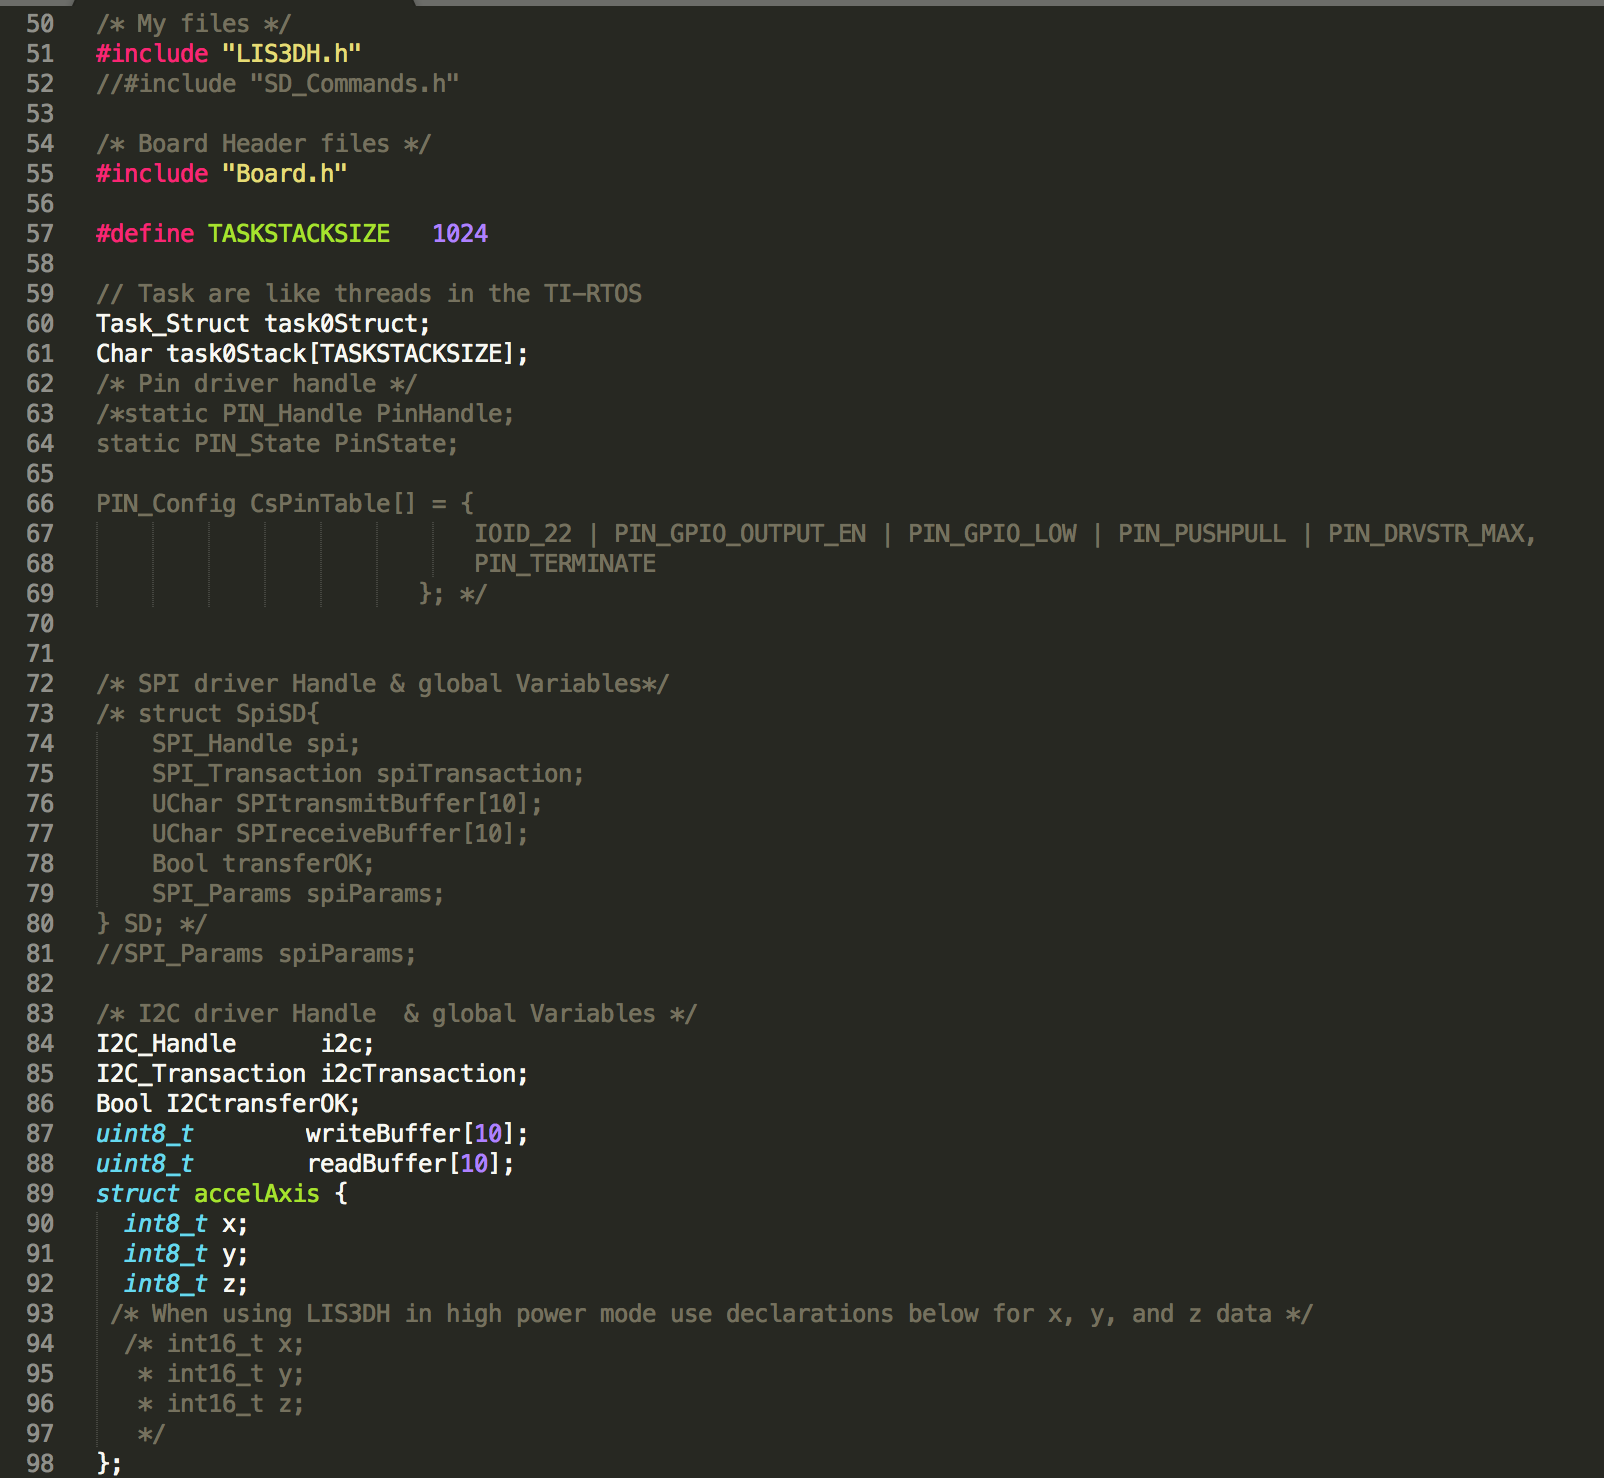 50 /* My files */
51 #include "LIS3DH.h"
52 //#include "SD_Commands.h"
53
54 /* Board Header files */
55 #include "Board.h"
56
57 #define TASKSTACKSIZE   1024
58
59 // Task are like threads in the TI-RTOS
60 Task_Struct task0Struct;
61 Char task0Stack[TASKSTACKSIZE];
62 /* Pin driver handle */
63 /*static PIN_Handle PinHandle;
64 static PIN_State PinState;
65
66 PIN_Config CsPinTable[] = {
67                            IOID_22 | PIN_GPIO_OUTPUT_EN | PIN_GPIO_LOW | PIN_PUSHPULL | PIN_DRVSTR_MAX,
68                            PIN_TERMINATE
69                        }; */
70
71
72 /* SPI driver Handle & global Variables*/
73 /* struct SpiSD{
74     SPI_Handle spi;
75     SPI_Transaction spiTransaction;
76     UChar SPItransmitBuffer[10];
77     UChar SPIreceiveBuffer[10];
78     Bool transferOK;
79     SPI_Params spiParams;
80 } SD; */
81 //SPI_Params spiParams;
82
83 /* I2C driver Handle  & global Variables */
84 I2C_Handle      i2c;
85 I2C_Transaction i2cTransaction;
86 Bool I2CtransferOK;
87 uint8_t        writeBuffer[10];
88 uint8_t        readBuffer[10];
89 struct accelAxis {
90   int8_t x;
91   int8_t y;
92   int8_t z;
93  /* When using LIS3DH in high power mode use declarations below for x, y, and z data */
94   /* int16_t x;
95    * int16_t y;
96    * int16_t z;
97    */
98 };